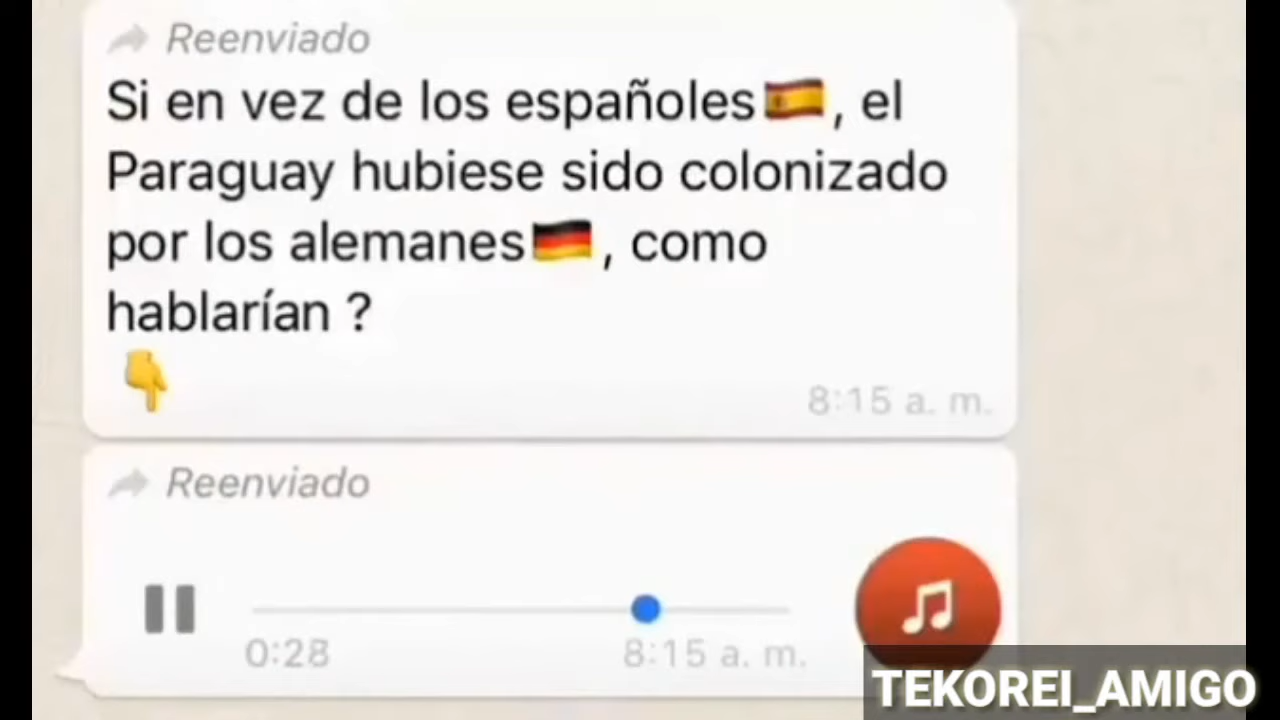 Reenviado
Si en vez de los españoles🇪🇸, el
Paraguay hubiese sido colonizado
por los alemanes🇩🇪, como
hablarían ?
👇
8:15 a. m.
Reenviado
0:28
8:15 a. m.
TEKOREI_AMIGO